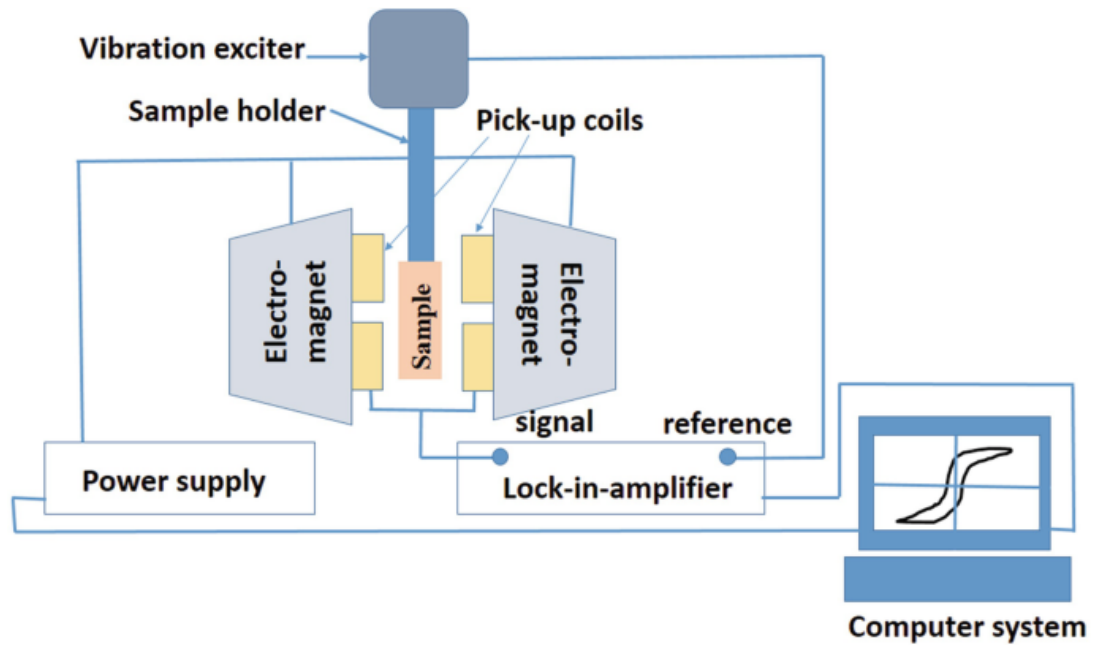 Vibration exciter
Sample holder
Pick-up coils
Electro-
magnet
Sample
Electro-
magnet
signal
reference
Power supply
Lock-in-amplifier
Computer system